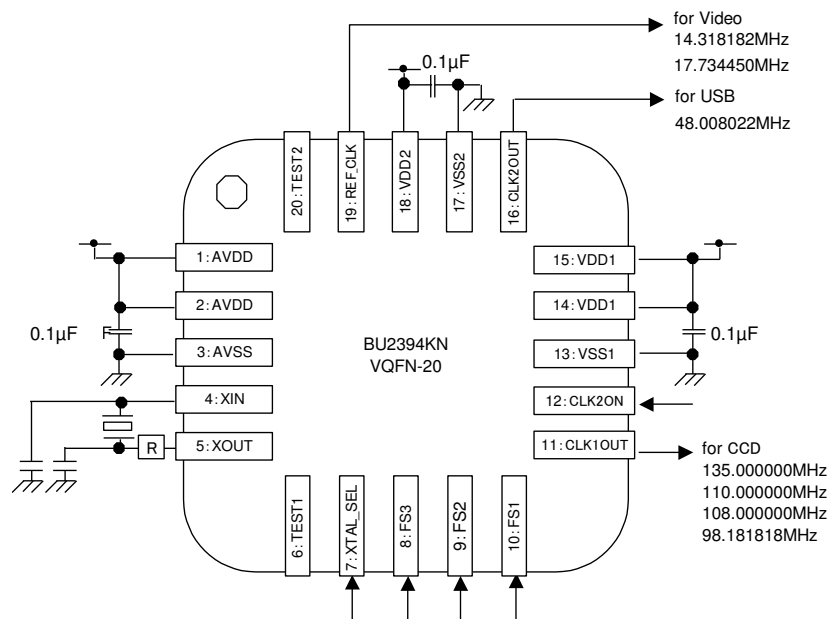 for Video
14.318182MHz
17.734450MHz
for USB
48.008022MHz
0.1µF
20:TEST2
19:REF_CLK
18:VDD2
17:VSS2
16:CLK2OUT
1:AVDD
2:AVDD
3:AVSS
4:XIN
5:XOUT
0.1µF
R
BU2394KN
VQFN-20
15:VDD1
14:VDD1
13:VSS1
12:CLK2ON
11:CLK1OUT
0.1µF
for CCD
135.000000MHz
110.000000MHz
108.000000MHz
98.181818MHz
6:TEST1
7:XTAL_SEL
8:FS3
9:FS2
10:FS1